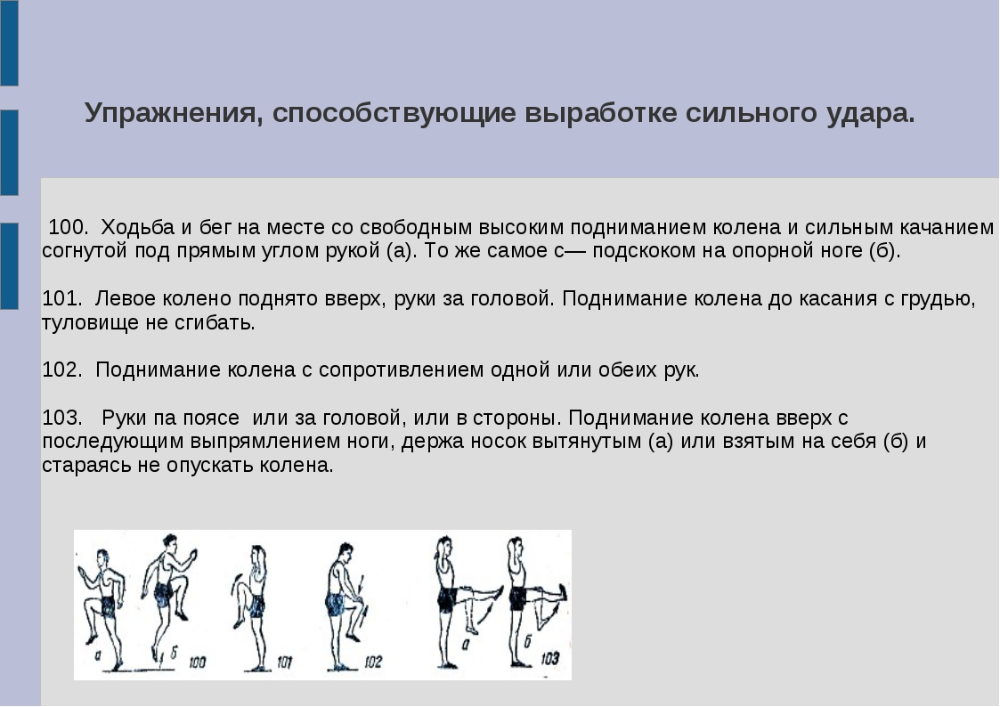 Упражнения, способствующие выработке сильного удара.
100. Ходьба и бег на месте со свободным высоким подниманием колена и сильным качанием
согнутой под прямым углом рукой (а). То же самое с— подскоком на опорной ноге (б).
101. Левое колено поднято вверх, руки за головой. Поднимание колена до касания с грудью,
туловище не сгибать.
102. Поднимание колена с сопротивлением одной или обеих рук.
103. Руки па поясе или за головой, или в стороны. Поднимание колена вверх с
последующим выпрямлением ноги, держа носок вытянутым (а) или взятым на себя (б) и
стараясь не опускать колена.
а б 100 101 102 а б 103